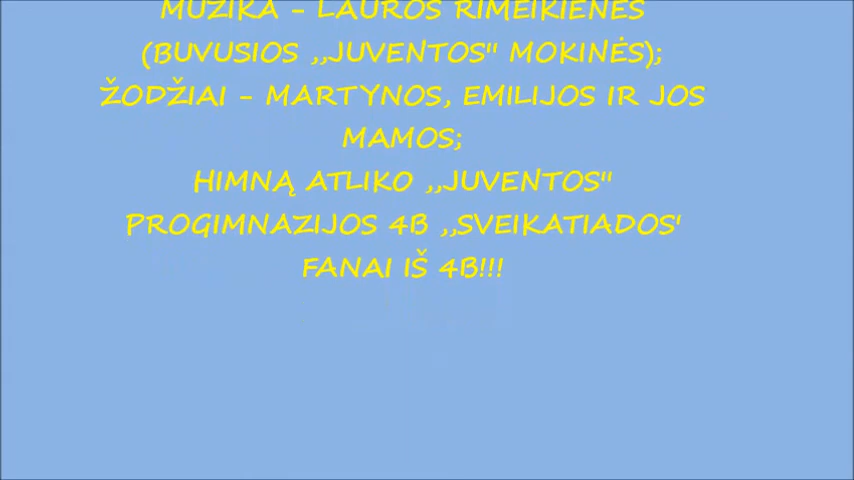 MUZIKA - LAUROS RIMEIKIENĖS
(BUVUSIOS ,,JUVENTOS" MOKINĖS);
ŽODŽIAI - MARTYNOS, EMILIJOS IR JOS
MAMOS;
HIMNĄ ATLIKO ,,JUVENTOS"
PROGIMNAZIJOS 4B ,,SVEIKATIADOS'
FANAI IŠ 4B!!!